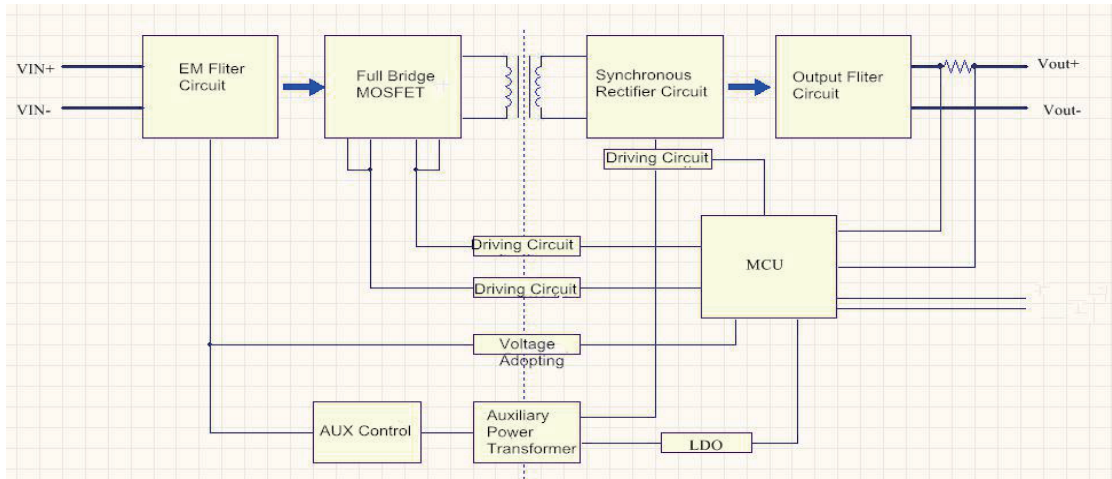 VIN+
VIN-
EM Fliter
Circuit
Full Bridge
MOSFET
Synchronous
Rectifier Circuit
Output Fliter
Circuit
Vout+
Vout-
Driving Circuit
Driving Circuit
MCU
Driving Circuit
Voltage
Adopting
AUX Control
Auxiliary
Power
Transformer
LDO